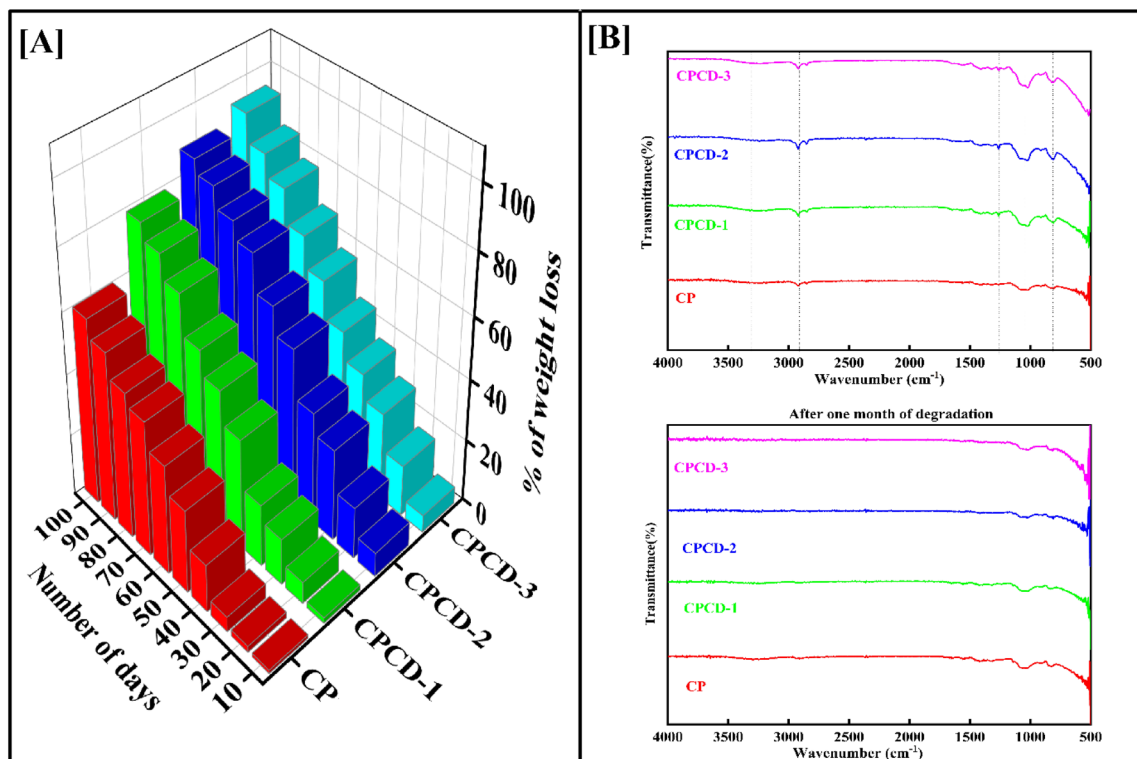 [A]
100
80
60
40
20
0
% of weight loss
100
90
80
70
60
50
40
30
20
10
Number of days
CP
CPCD-1
CPCD-2
CPCD-3
[B]
CPCD-3
CPCD-2
CPCD-1
CP
Transmittance(%)
4000 3500 3000 2500 2000 1500 1000 500
Wavenumber (cm⁻¹)
After one month of degradation
CPCD-3
CPCD-2
CPCD-1
CP
Transmittance(%)
4000 3500 3000 2500 2000 1500 1000 500
Wavenumber (cm⁻¹)